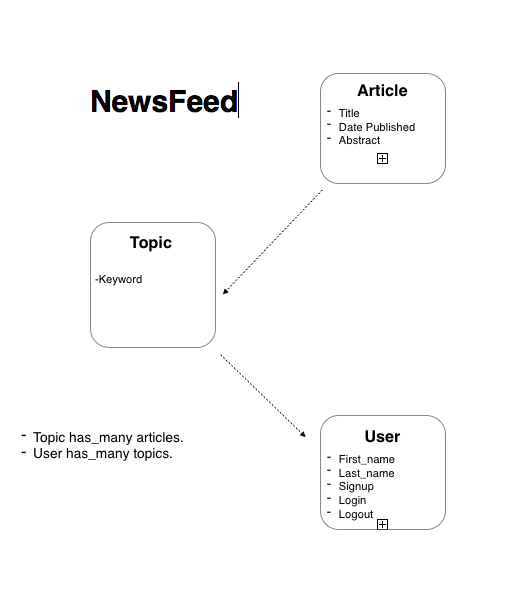 NewsFeed
Article
- Title
- Date Published
- Abstract
Topic
-Keyword
- Topic has_many articles.
- User has_many topics.
User
- First_name
- Last_name
- Signup
- Login
- Logout